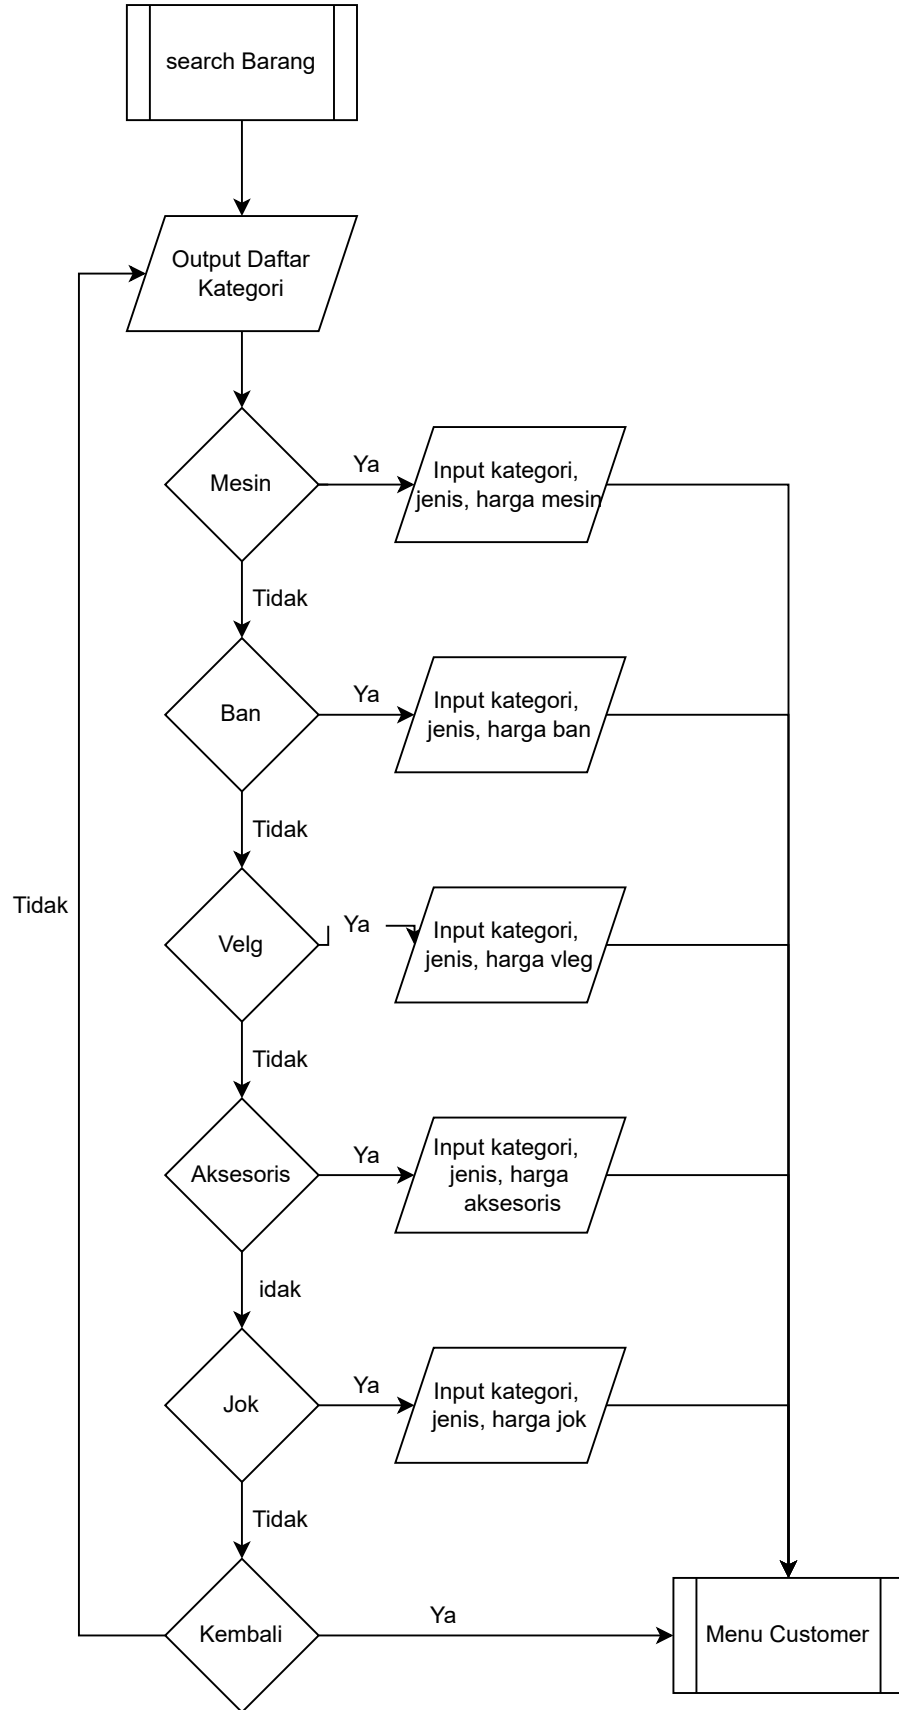 search Barang
Output Daftar
Kategori
Mesin
Ya
Input kategori,
jenis, harga mesin
Tidak
Ban
Ya
Input kategori,
jenis, harga ban
Tidak
Tidak
Velg
Ya
Input kategori,
jenis, harga vleg
Tidak
Aksesoris
Ya
Input kategori,
jenis, harga
aksesoris
idak
Jok
Ya
Input kategori,
jenis, harga jok
Tidak
Kembali
Ya
Menu Customer